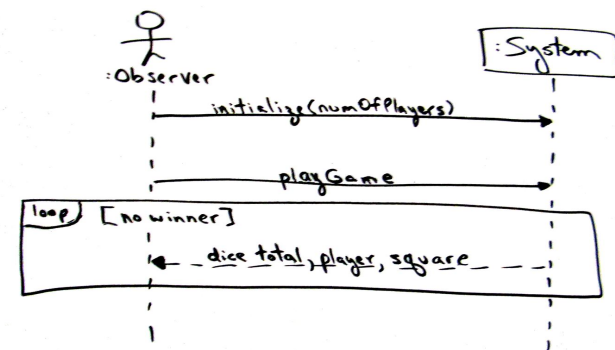 :Observer
:System
initialize(numOfPlayers)
playGame
loop
[no winner]
dice total, player, square